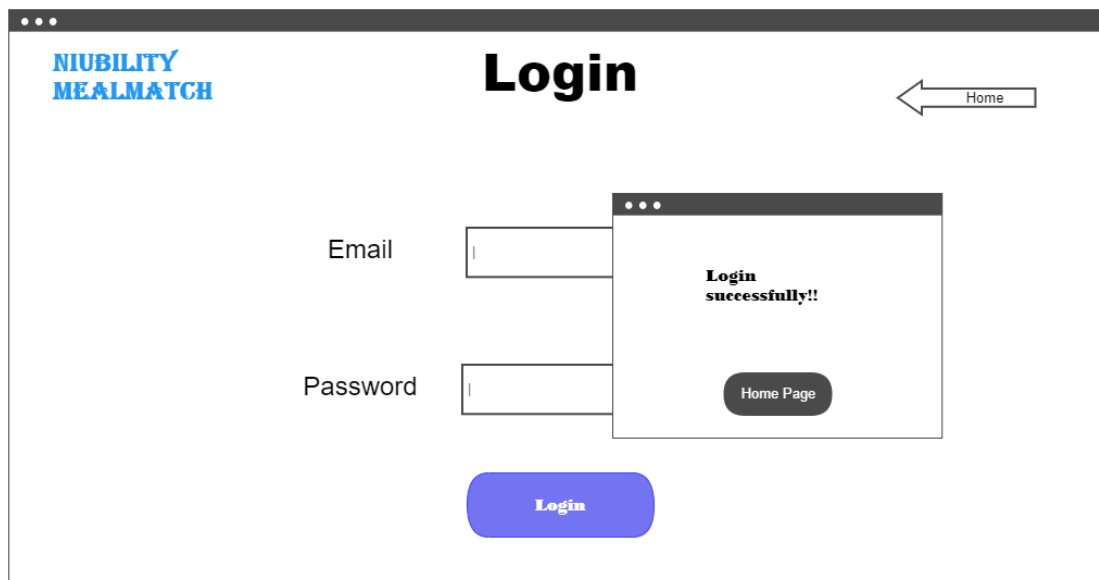 NIUBILITY
MEALMATCH
Login
Home
Email
Login
successfully!!
Password
Home Page
Login